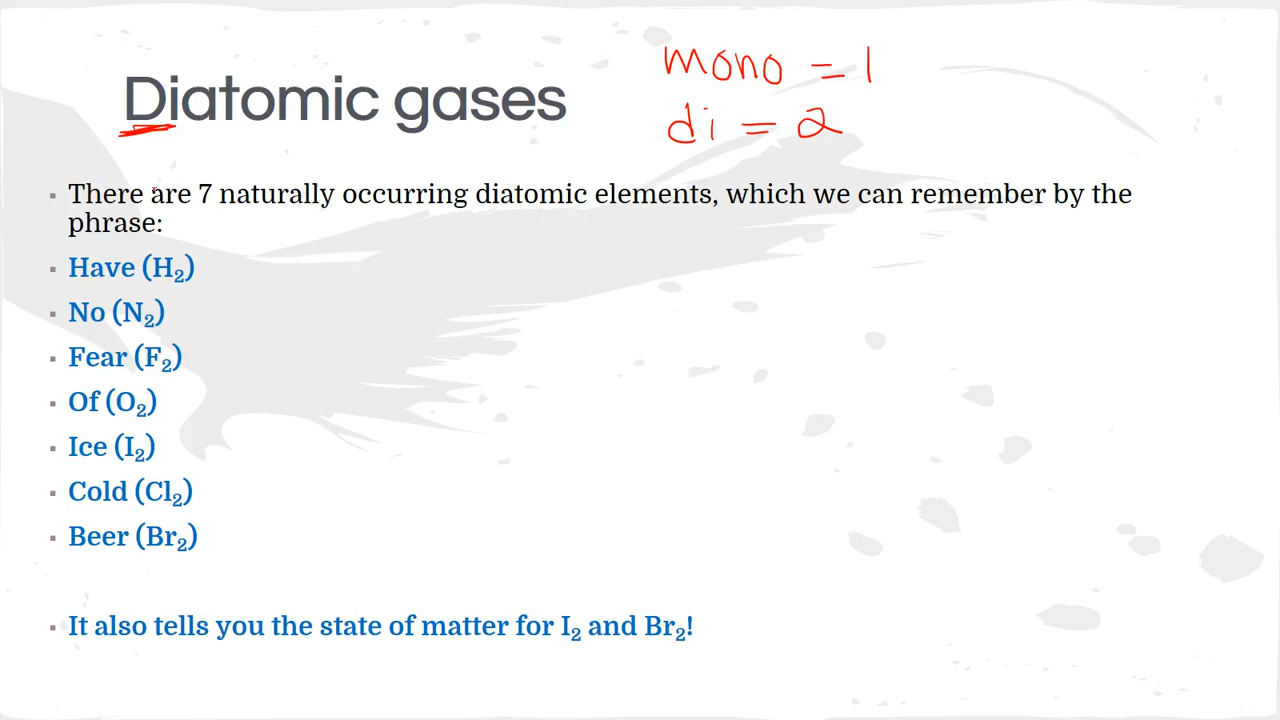 Diatomic gases
mono = 1
di = 2
There are 7 naturally occurring diatomic elements, which we can remember by the
phrase:
Have (H₂)
No (N₂)
Fear (F₂)
Of (O₂)
Ice (I₂)
Cold (Cl₂)
Beer (Br₂)
It also tells you the state of matter for I₂ and Br₂!